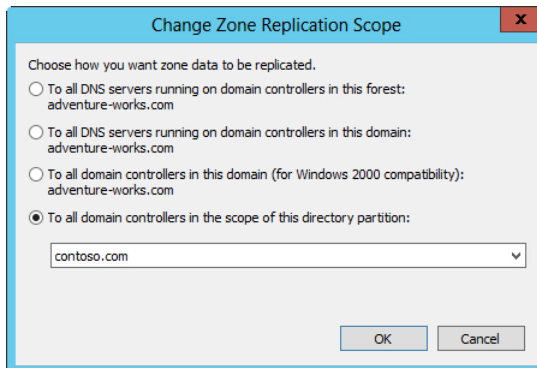 Change Zone Replication Scope
x
Choose how you want zone data to be replicated.
To all DNS servers running on domain controllers in this forest:
adventure-works.com
To all DNS servers running on domain controllers in this domain:
adventure-works.com
To all domain controllers in this domain (for Windows 2000 compatibility):
adventure-works.com
To all domain controllers in the scope of this directory partition:
contoso.com
OK Cancel